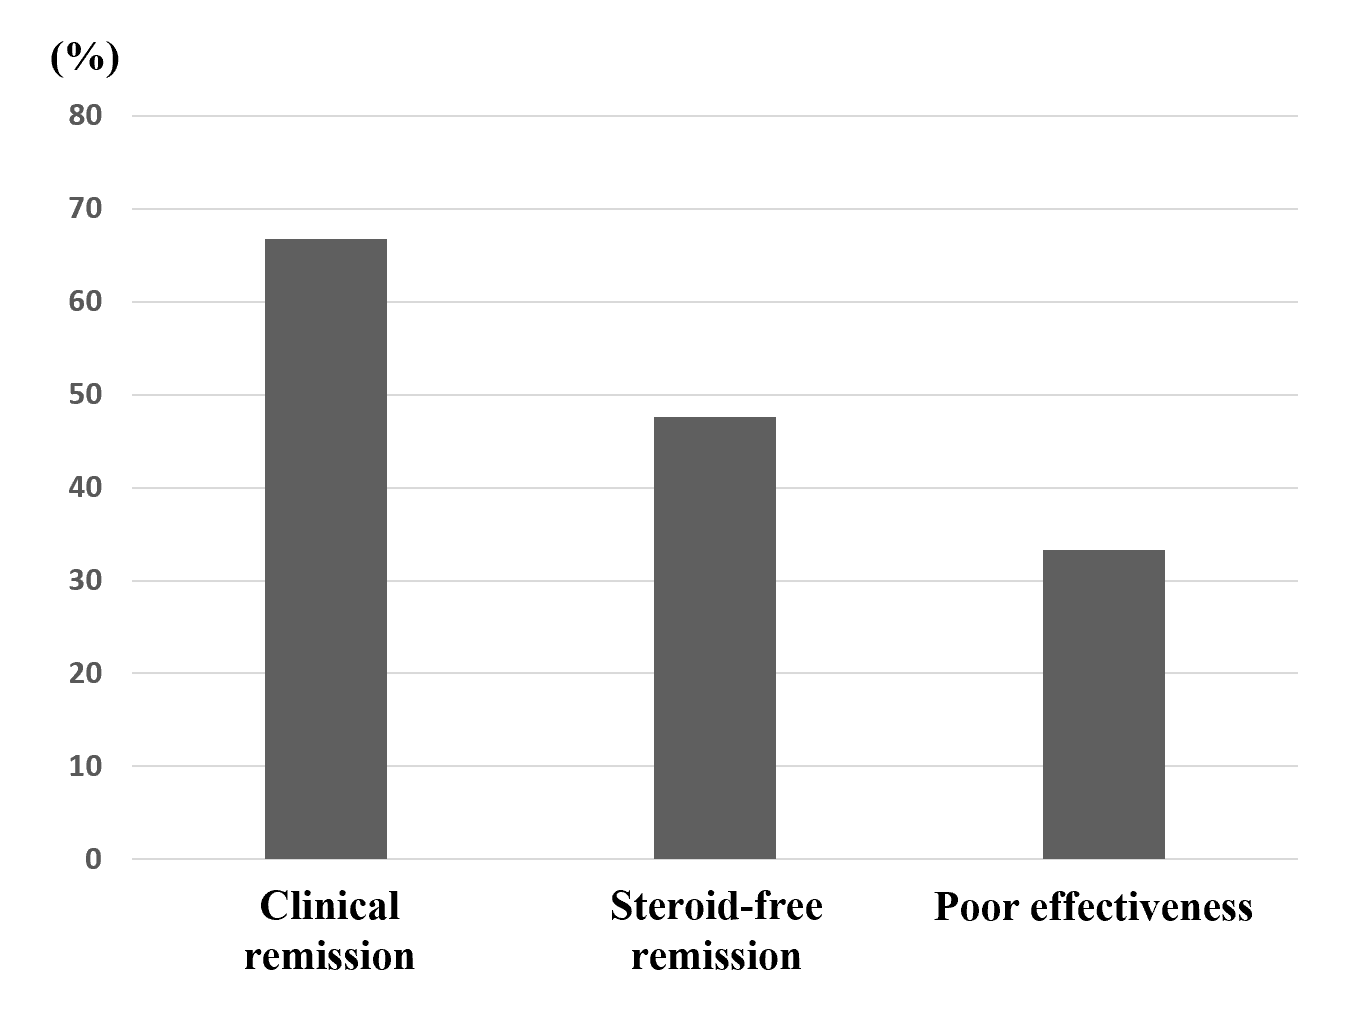 (%)
80
70
60
50
40
30
20
10
0
Clinical
remission
Steroid-free
remission
Poor effectiveness